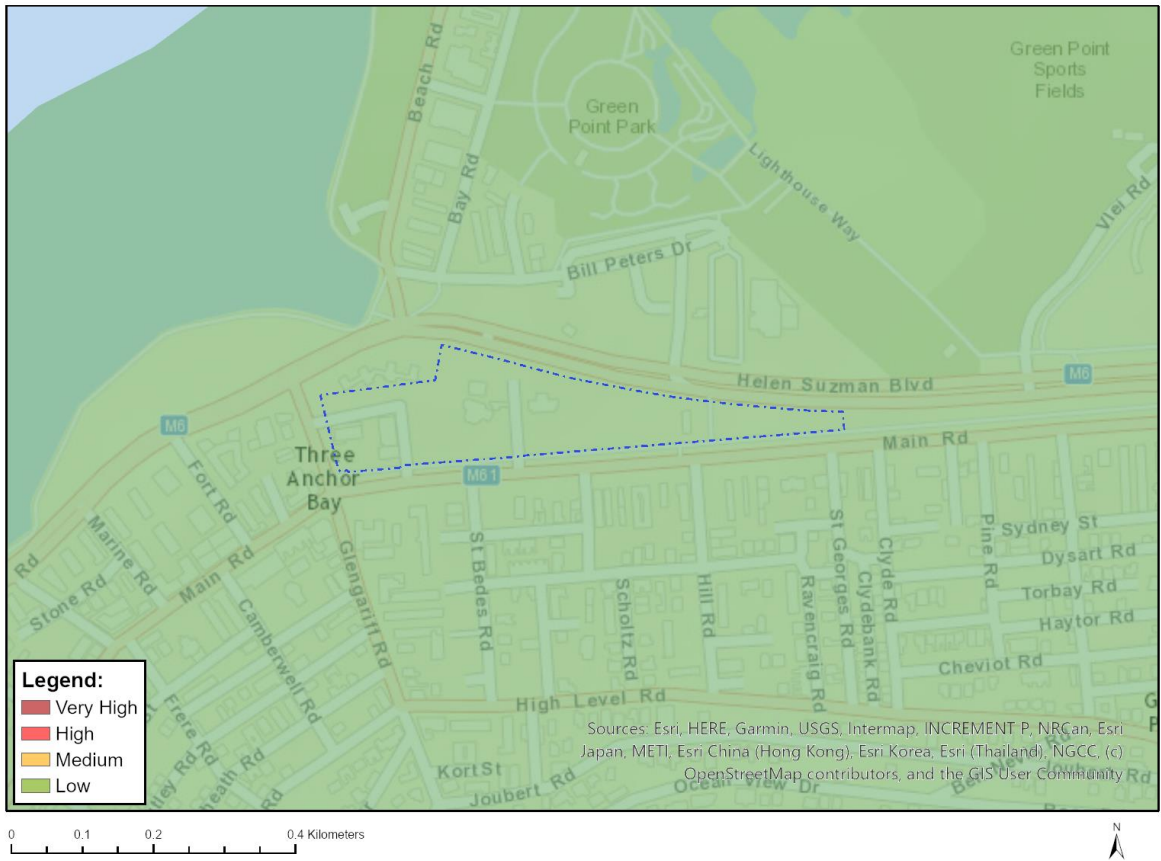 Beach Rd
Bay Rd
Green
Point Park
Green Point
Sports
Fields
Lighthouse Way
Vlei Rd
Bill Peters Dr
Helen Suzman Blvd
M6
M6
Main Rd
Three
Anchor
Bay
M61
Fort Rd
Marine Rd
Rd
Stone Rd
Main Rd
Glengariff Rd
Camberwell Rd
St Bedes Rd
Scholtz Rd
Hill Rd
Ravencraig Rd
St Georges Rd
Clydebank Rd
Clyde Rd
Pine Rd
Sydney St
Dysart Rd
Torbay Rd
Haytor Rd
Cheviot Rd
High Level Rd
Frere Rd
Kort St
Joubert Rd
Ocean View Dr
Legend:
Very High
High
Medium
Low
Sources: Esri, HERE, Garmin, USGS, Intermap, INCREMENT P, NRCan, Esri
Japan, METI, Esri China (Hong Kong), Esri Korea, Esri (Thailand), NGCC, (c)
OpenStreetMap contributors, and the GIS User Community
0 0.1 0.2 0.4 Kilometers
N